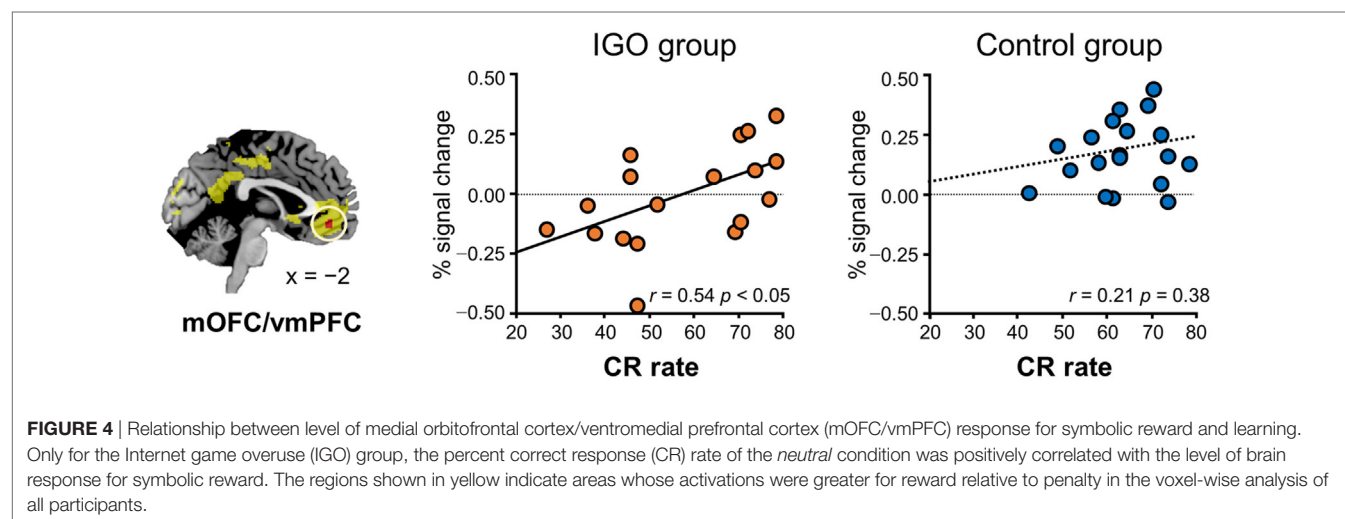 IGO group
Control group
% signal change
0.50
0.25
0.00
−0.25
−0.50
20 30 40 50 60 70 80
CR rate
r = 0.54 p < 0.05
% signal change
0.50
0.25
0.00
−0.25
−0.50
20 30 40 50 60 70 80
CR rate
r = 0.21 p = 0.38
x = −2
mOFC/vmPFC
FIGURE 4 | Relationship between level of medial orbitofrontal cortex/ventromedial prefrontal cortex (mOFC/vmPFC) response for symbolic reward and learning.
Only for the Internet game overuse (IGO) group, the percent correct response (CR) rate of the neutral condition was positively correlated with the level of brain
response for symbolic reward. The regions shown in yellow indicate areas whose activations were greater for reward relative to penalty in the voxel-wise analysis of
all participants.